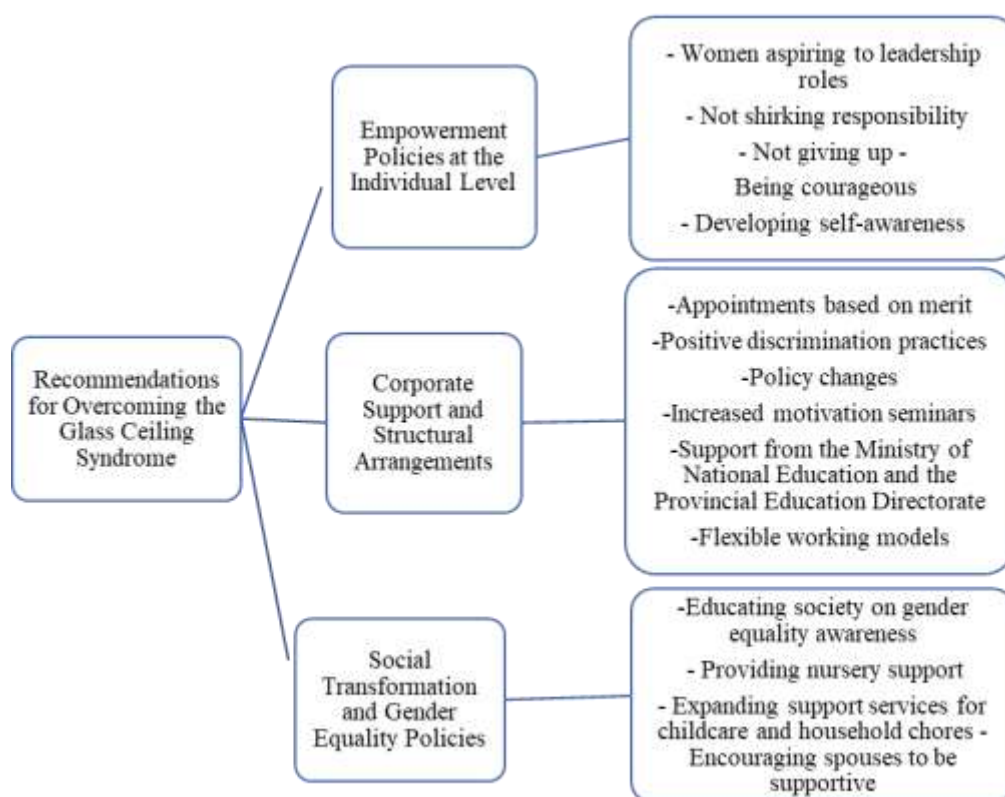 Recommendations
for Overcoming the
Glass Ceiling
Syndrome
Empowerment
Policies at the
Individual Level
- Women aspiring to leadership
roles
- Not shirking responsibility
- Not giving up -
Being courageous
- Developing self-awareness
Corporate
Support and
Structural
Arrangements
-Appointments based on merit
-Positive discrimination practices
-Policy changes
-Increased motivation seminars
-Support from the Ministry of
National Education and the
Provincial Education Directorate
-Flexible working models
Social
Transformation
and Gender
Equality Policies
-Educating society on gender
equality awareness
- Providing nursery support
- Expanding support services for
childcare and household chores -
Encouraging spouses to be
supportive